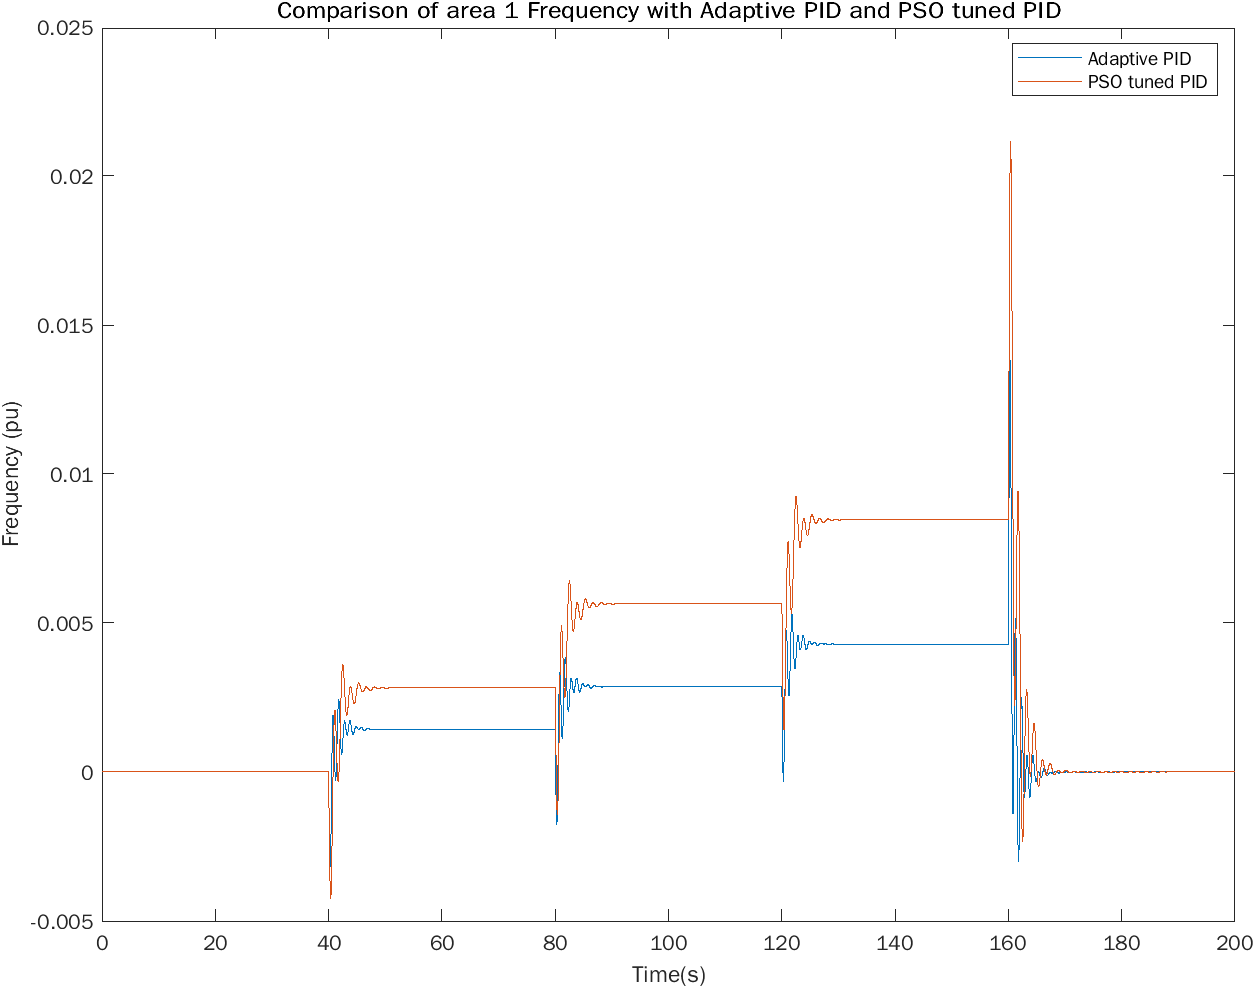 Comparison of area 1 Frequency with Adaptive PID and PSO tuned PID
0.025
0.02
0.015
0.01
0.005
0
-0.005
Frequency (pu)
Adaptive PID
PSO tuned PID
0 20 40 60 80 100 120 140 160 180 200
Time(s)